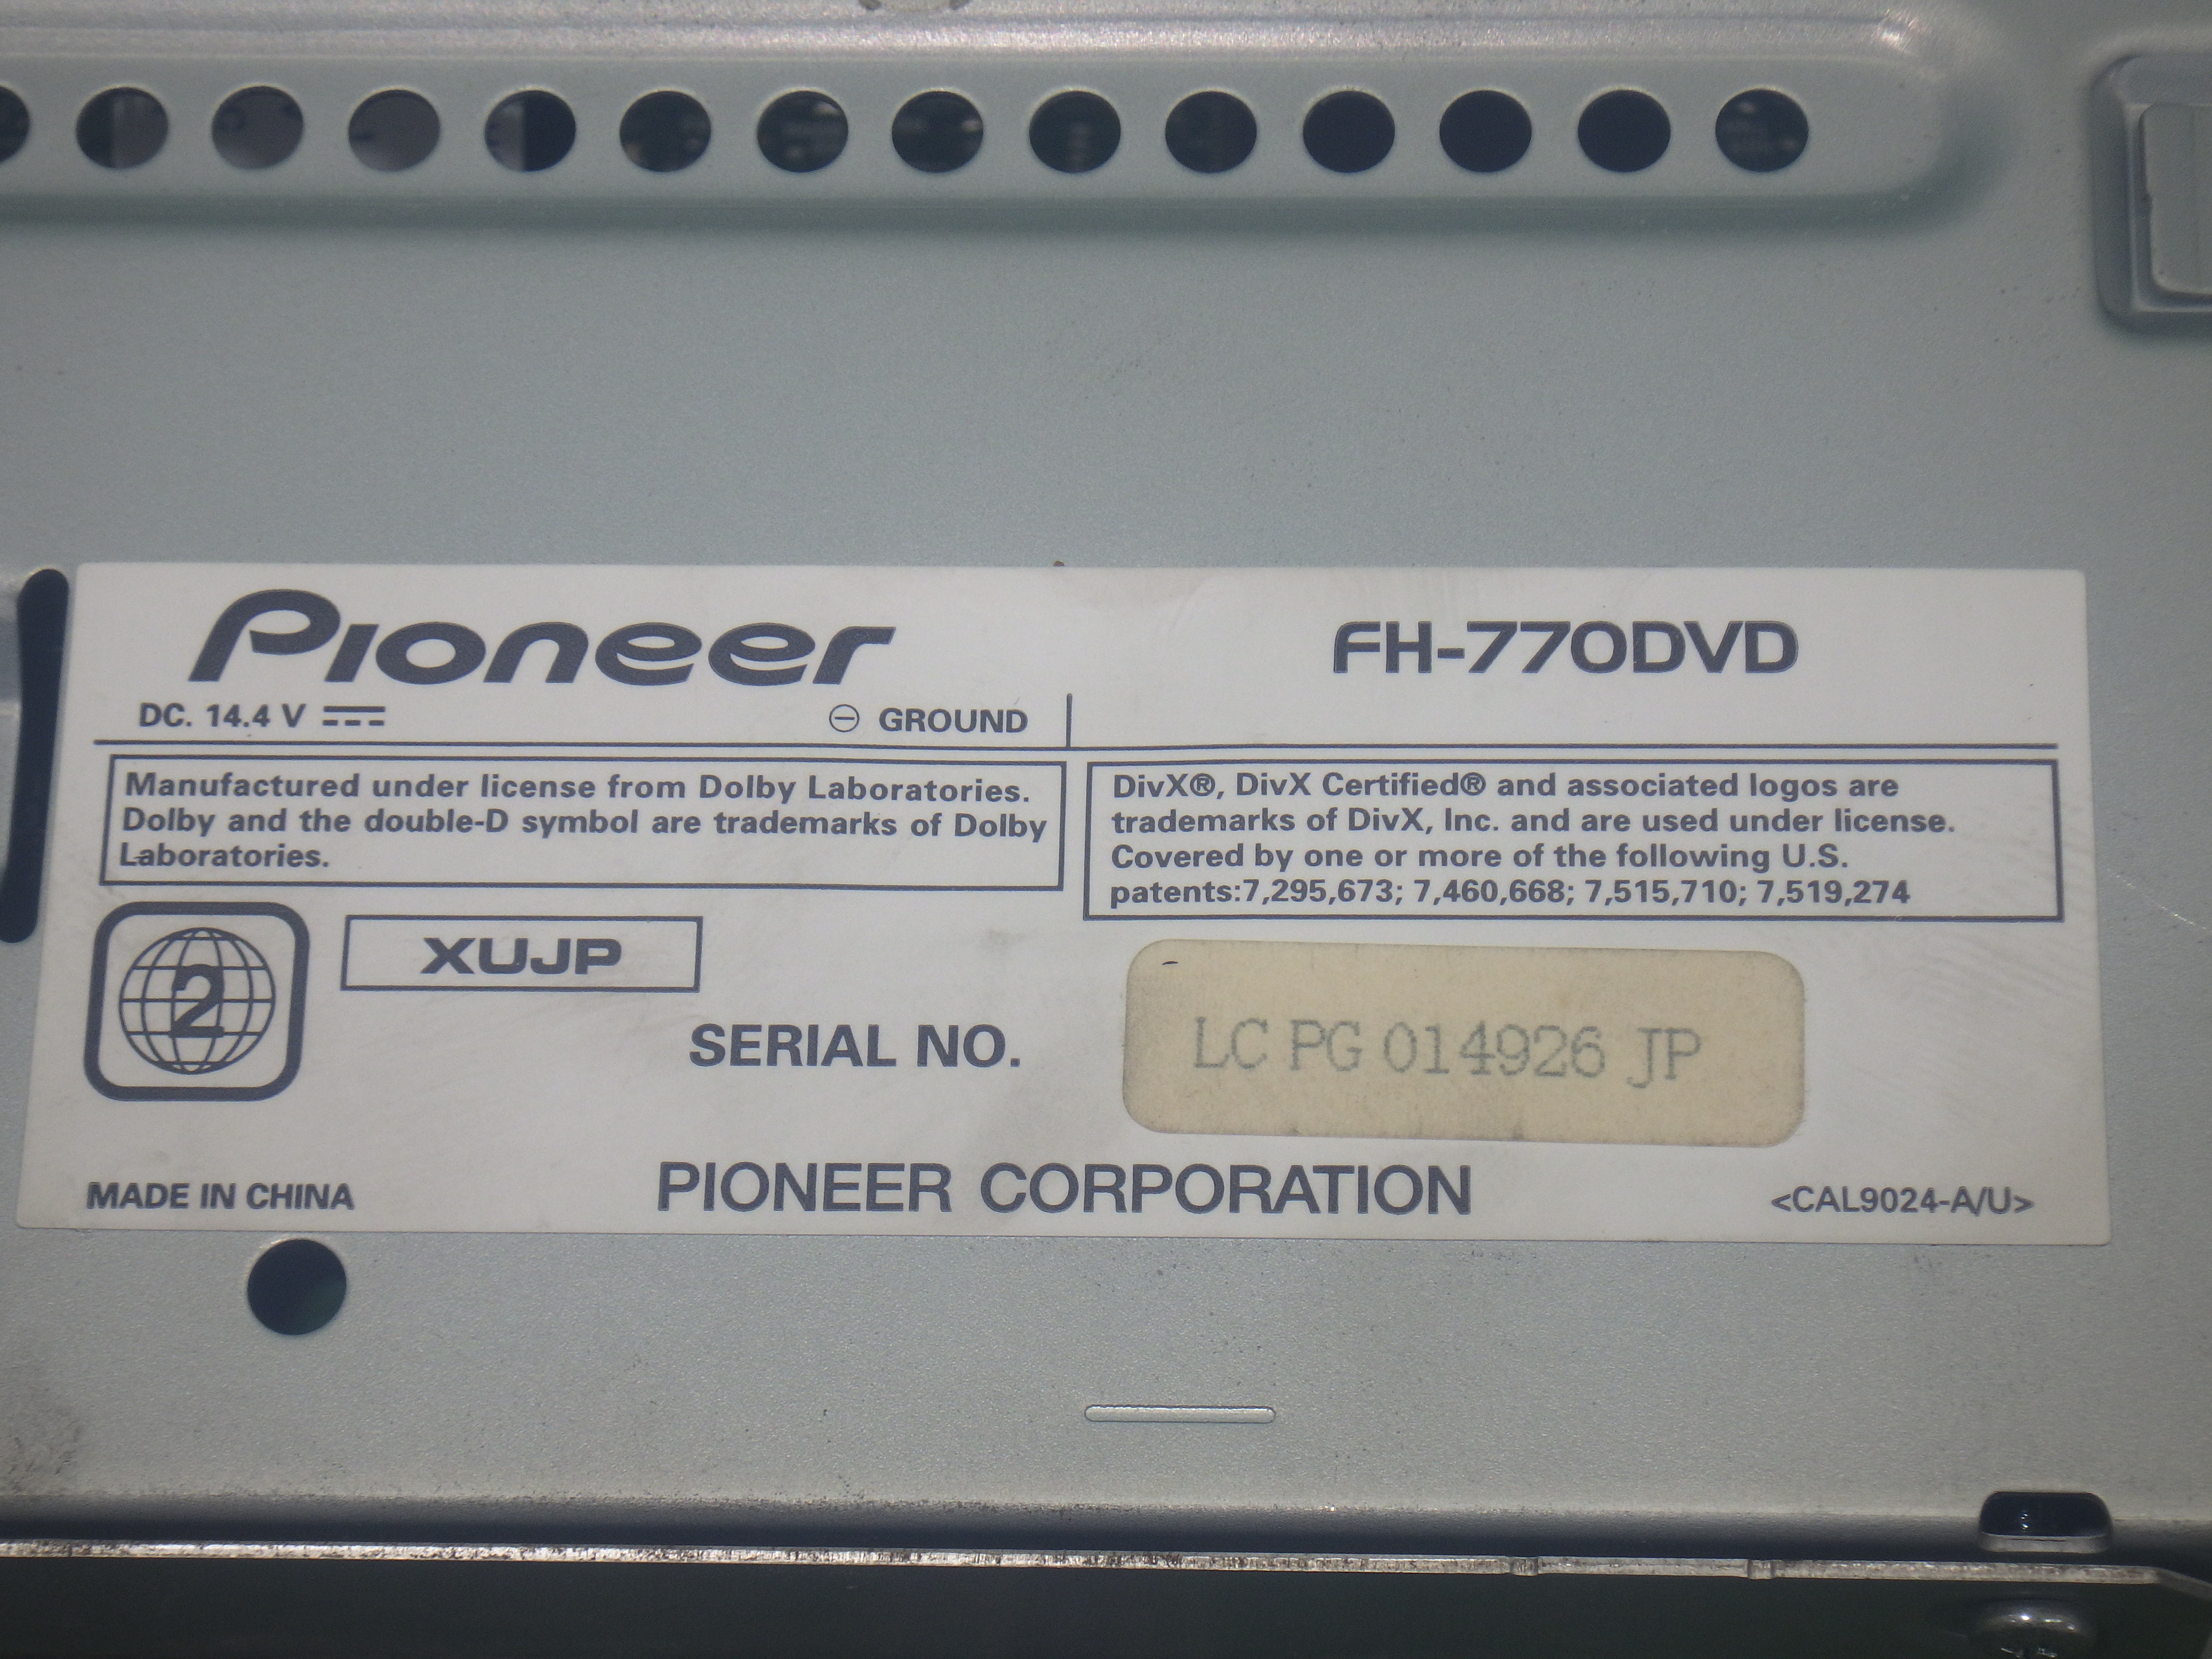 Pioneer
FH-770DVD
DC. 14.4 V ⎓
⊖ GROUND
Manufactured under license from Dolby Laboratories.
Dolby and the double-D symbol are trademarks of Dolby
Laboratories.
DivX®, DivX Certified® and associated logos are
trademarks of DivX, Inc. and are used under license.
Covered by one or more of the following U.S.
patents:7,295,673; 7,460,668; 7,515,710; 7,519,274
2
XUJP
SERIAL NO.
LC PG 014926 JP
MADE IN CHINA
PIONEER CORPORATION
<CAL9024-A/U>